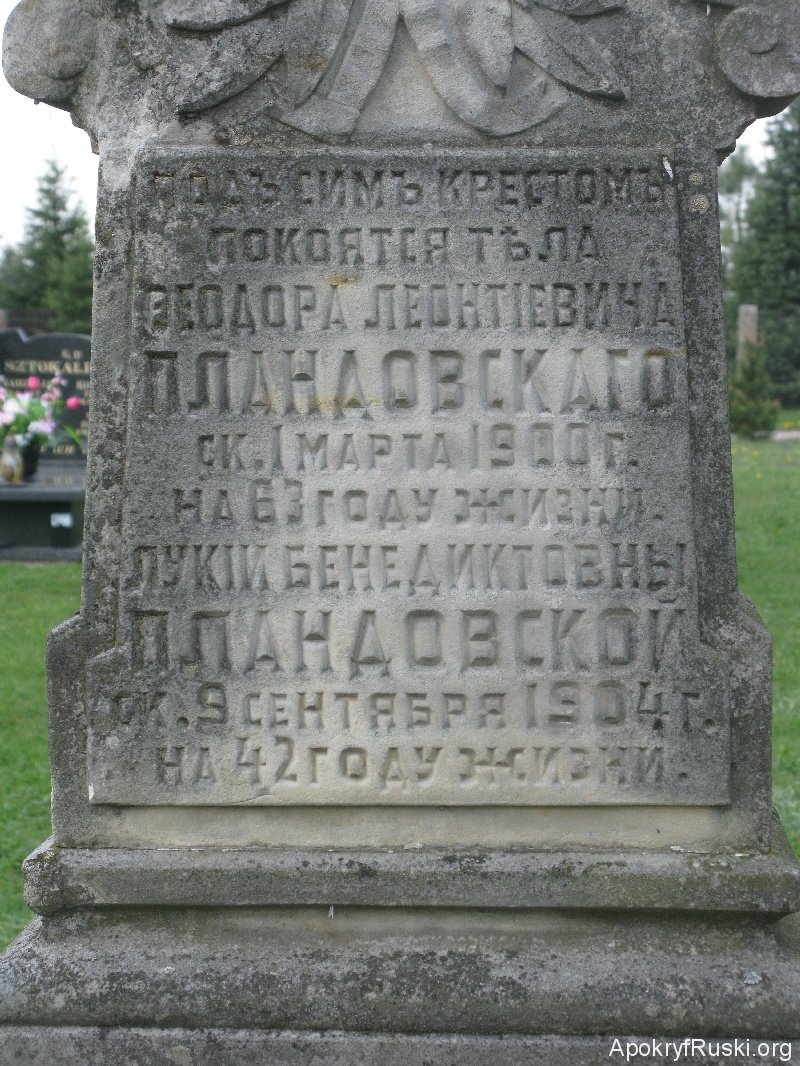 ПОДЪ СИМЪ КРЕСТОМЪ
ПОКОЯТСЯ ТѢЛА
ѲЕОДОРА ЛЕОНТІЕВИЧА
ПЛАНДОВСКАГО
СК. 1 МАРТА 1900 Г.
НА 63 ГОДУ ЖИЗНИ.
ЛУКІИ БЕНЕДИКТОВНЫ
ПЛАНДОВСКОЙ
СК. 9 СЕНТЯБРЯ 1904 Г.
НА 42 ГОДУ ЖИЗНИ.
ApokryfRuski.org